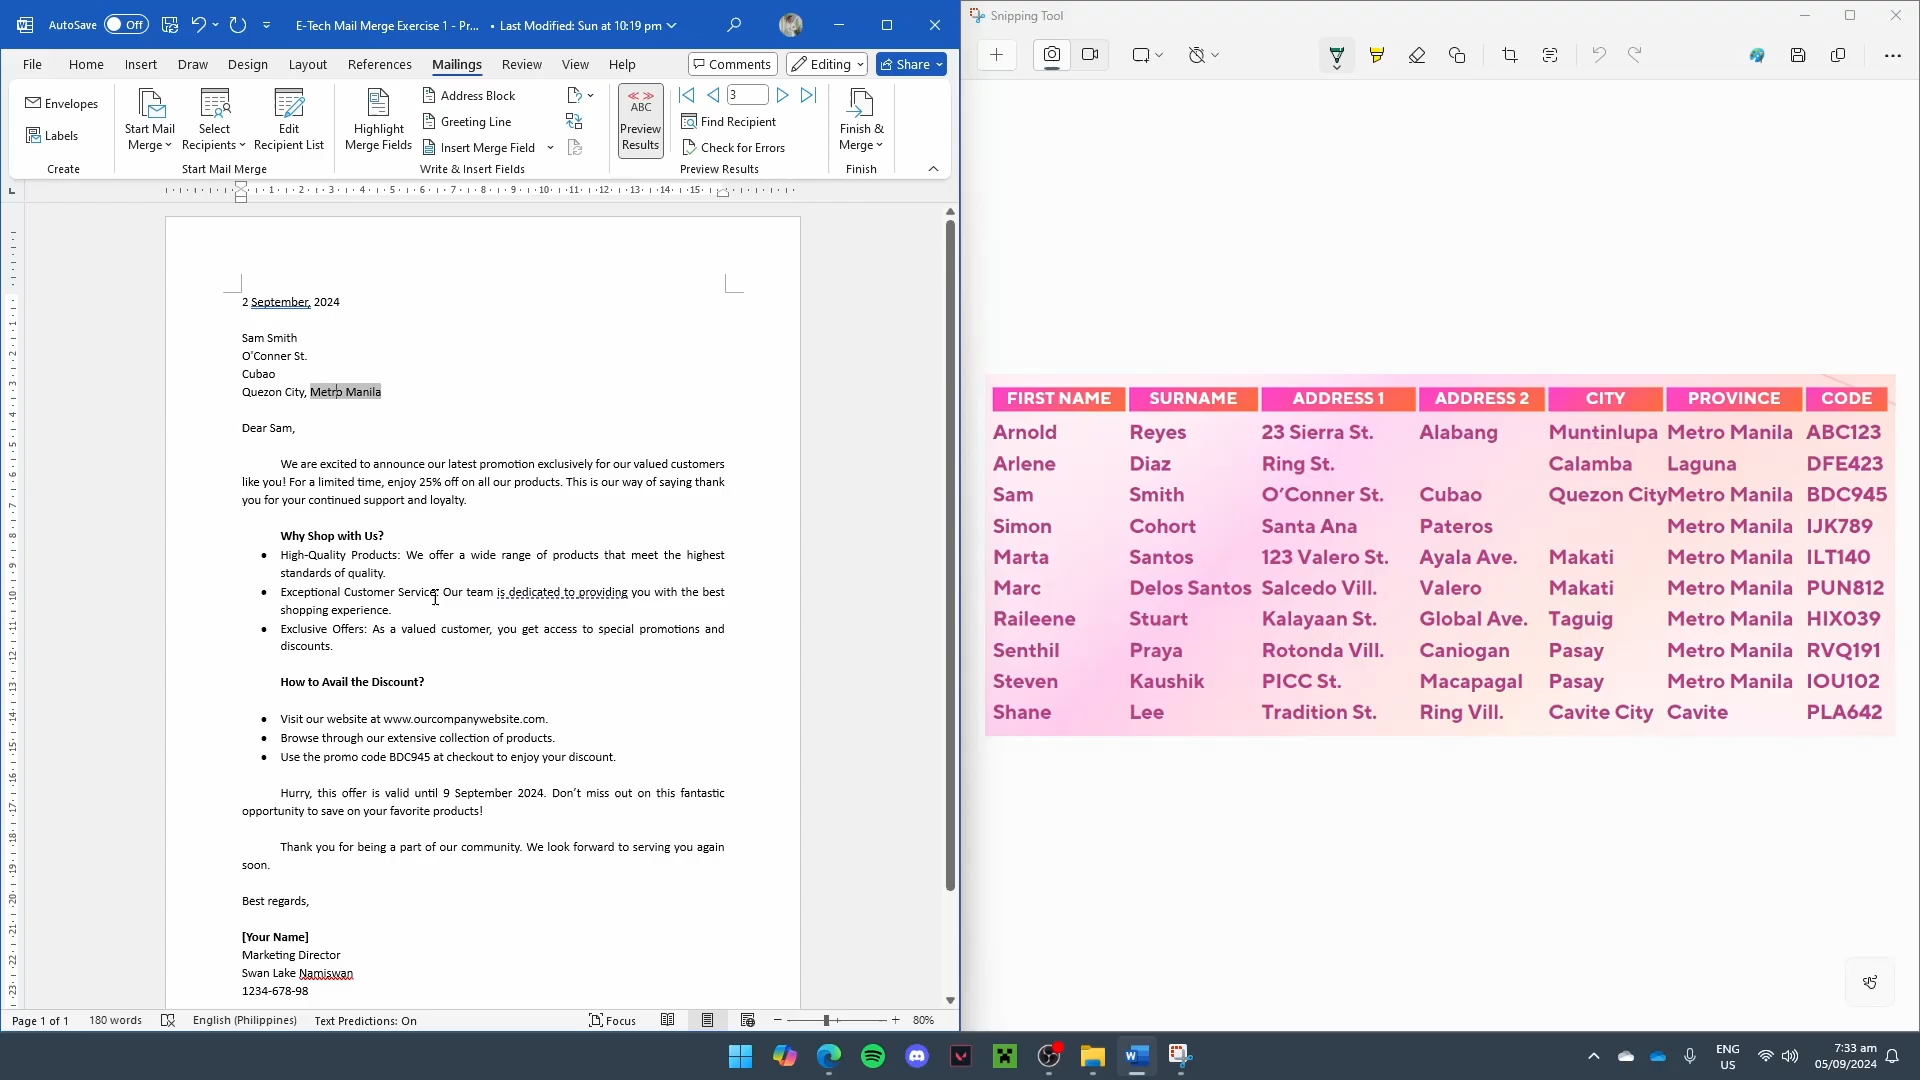 AutoSave Off E-Tech Mail Merge Exercise 1 - Pr... • Last Modified: Sun at 10:19 pm
File Home Insert Draw Design Layout References Mailings Review View Help Comments Editing Share
Envelopes
Labels
Create
Start Mail Merge
Select Recipients
Edit Recipient List
Start Mail Merge
Highlight Merge Fields
Address Block
Greeting Line
Insert Merge Field
Write & Insert Fields
ABC
Preview Results
3
Find Recipient
Check for Errors
Preview Results
Finish & Merge
Finish
2 September, 2024
Sam Smith
O'Conner St.
Cubao
Quezon City, Metro Manila
Dear Sam,
We are excited to announce our latest promotion exclusively for our valued customers
like you! For a limited time, enjoy 25% off on all our products. This is our way of saying thank
you for your continued support and loyalty.
Why Shop with Us?
• High-Quality Products: We offer a wide range of products that meet the highest
standards of quality.
• Exceptional Customer Service: Our team is dedicated to providing you with the best
shopping experience.
• Exclusive Offers: As a valued customer, you get access to special promotions and
discounts.
How to Avail the Discount?
• Visit our website at www.ourcompanywebsite.com.
• Browse through our extensive collection of products.
• Use the promo code BDC945 at checkout to enjoy your discount.
Hurry, this offer is valid until 9 September 2024. Don't miss out on this fantastic
opportunity to save on your favorite products!
Thank you for being a part of our community. We look forward to serving you again
soon.
Best regards,
[Your Name]
Marketing Director
Swan Lake Namiswan
1234-678-98
Page 1 of 1 180 words English (Philippines) Text Predictions: On Focus 80%
Snipping Tool
FIRST NAME SURNAME ADDRESS 1 ADDRESS 2 CITY PROVINCE CODE
Arnold Reyes 23 Sierra St. Alabang Muntinlupa Metro Manila ABC123
Arlene Diaz Ring St. Calamba Laguna DFE423
Sam Smith O'Conner St. Cubao Quezon City Metro Manila BDC945
Simon Cohort Santa Ana Pateros Metro Manila IJK789
Marta Santos 123 Valero St. Ayala Ave. Makati Metro Manila ILT140
Marc Delos Santos Salcedo Vill. Valero Makati Metro Manila PUN812
Raileene Stuart Kalayaan St. Global Ave. Taguig Metro Manila HIX039
Senthil Praya Rotonda Vill. Caniogan Pasay Metro Manila RVQ191
Steven Kaushik PICC St. Macapagal Pasay Metro Manila IOU102
Shane Lee Tradition St. Ring Vill. Cavite City Cavite PLA642
ENG
US
7:33 am
05/09/2024